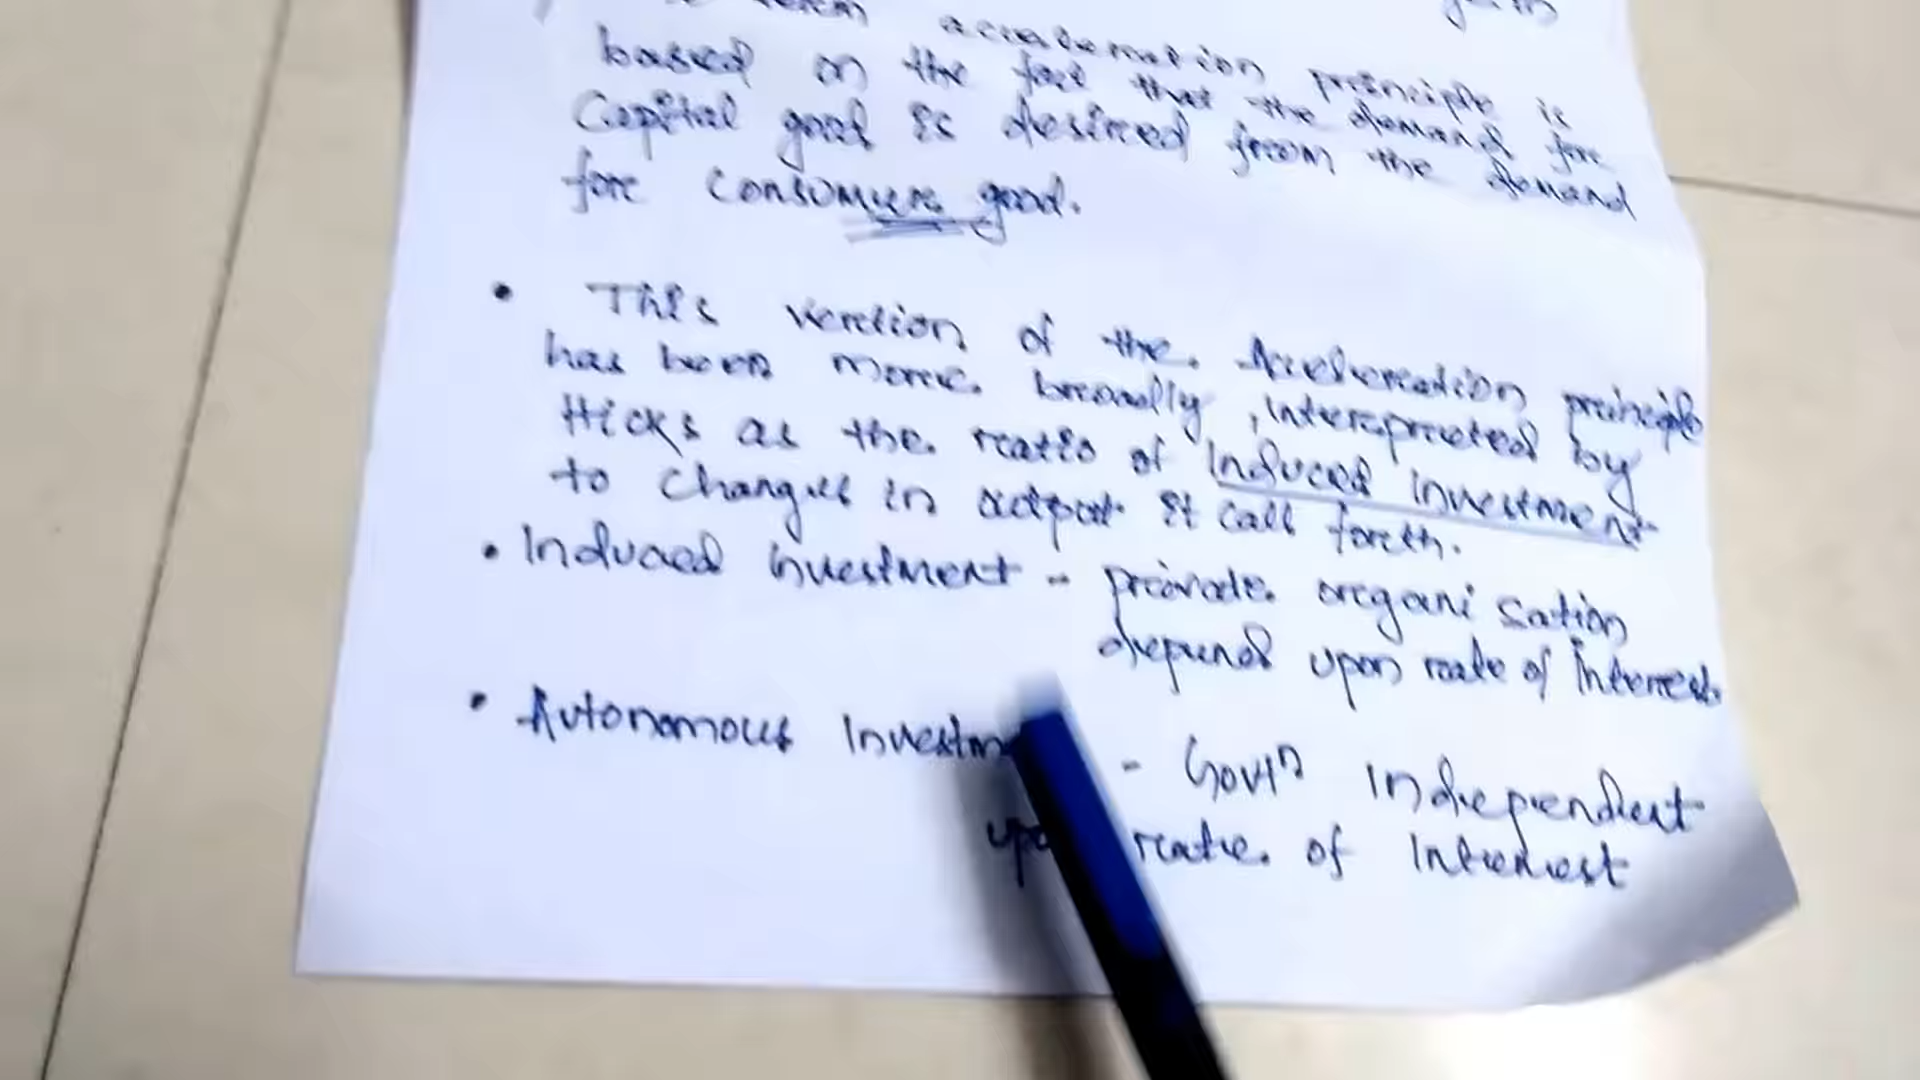 acceleration principle is
based on the fact that the demand for
Capital good is desired from the demand
for Consumer good.
• This vertion of the Acceleration principle
has been more broadly, interpreted by
Hicks as the ratio of Induced investment
to changes in output it call forth.
• Induced Investment - private organisation
depend upon rate of Interest.
• Autonomous Investm - Govtn independent
rate of Interest